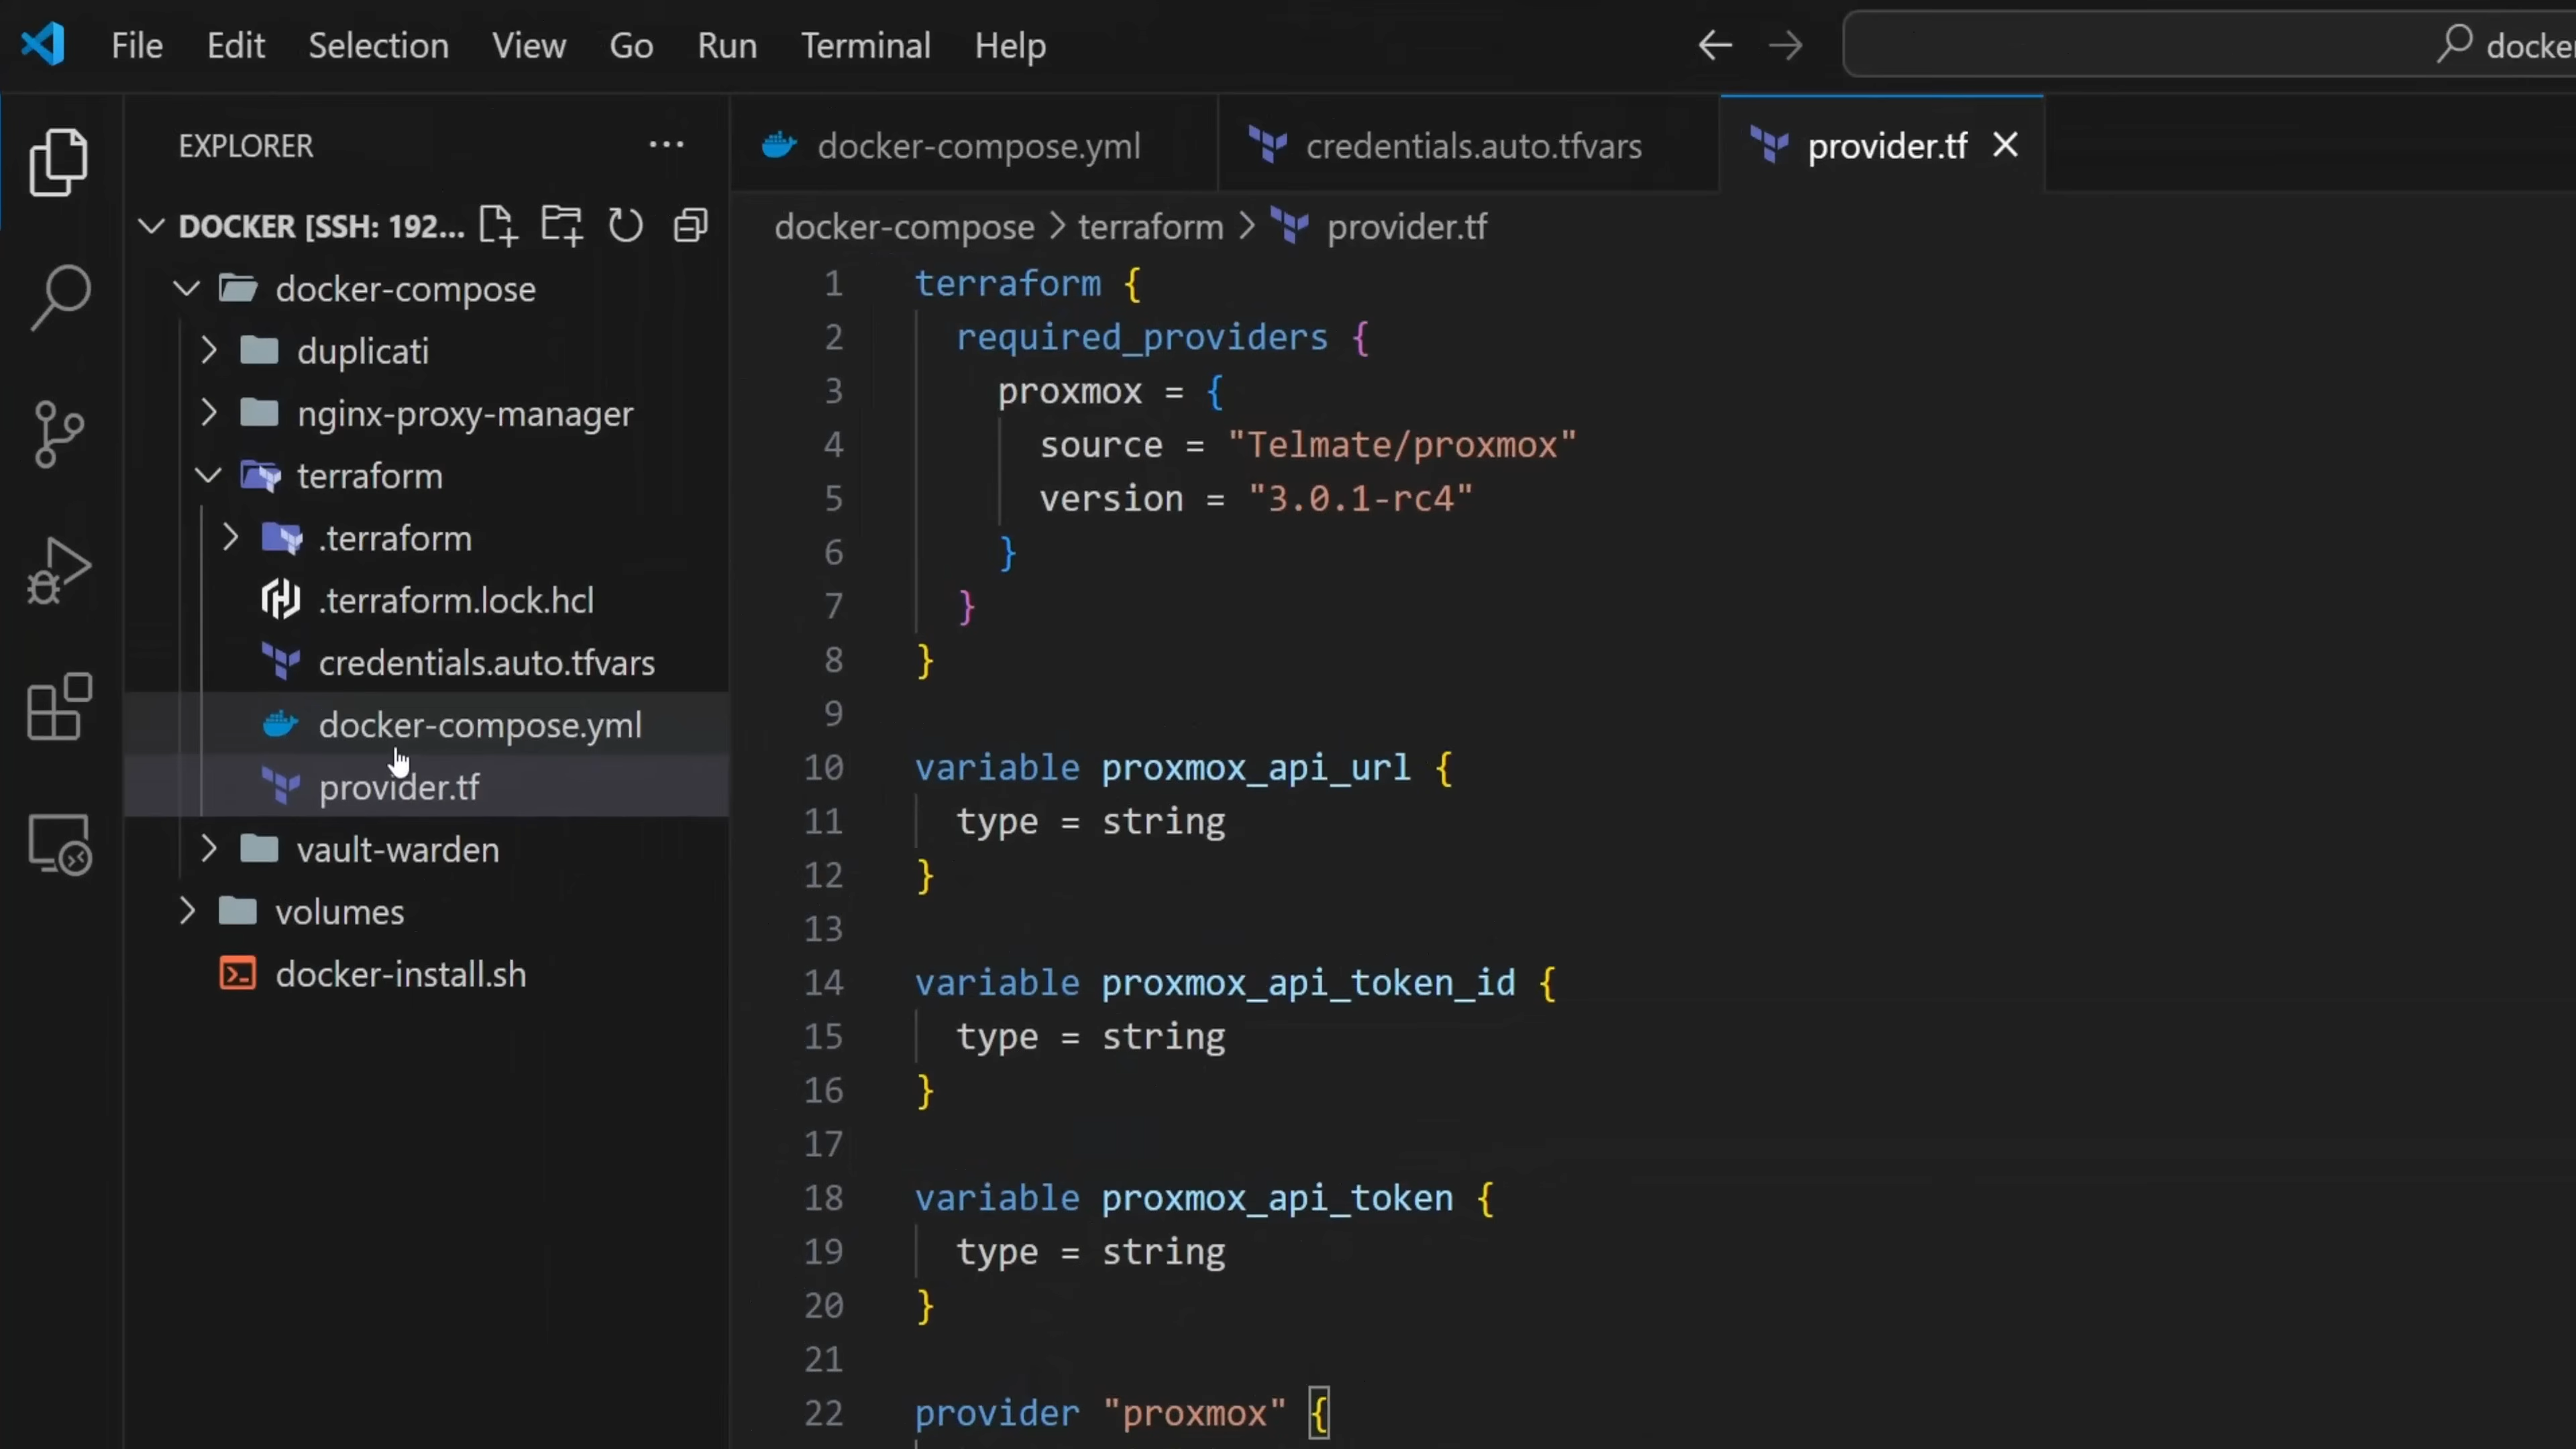 File Edit Selection View Go Run Terminal Help
docker
EXPLORER
docker-compose.yml
credentials.auto.tfvars
provider.tf
DOCKER [SSH: 192...
docker-compose > terraform > provider.tf
docker-compose
duplicati
nginx-proxy-manager
terraform
.terraform
.terraform.lock.hcl
credentials.auto.tfvars
docker-compose.yml
provider.tf
vault-warden
volumes
docker-install.sh
1 terraform {
2 required_providers {
3 proxmox = {
4 source = "Telmate/proxmox"
5 version = "3.0.1-rc4"
6 }
7 }
8 }
9
10 variable proxmox_api_url {
11 type = string
12 }
13
14 variable proxmox_api_token_id {
15 type = string
16 }
17
18 variable proxmox_api_token {
19 type = string
20 }
21
22 provider "proxmox" {